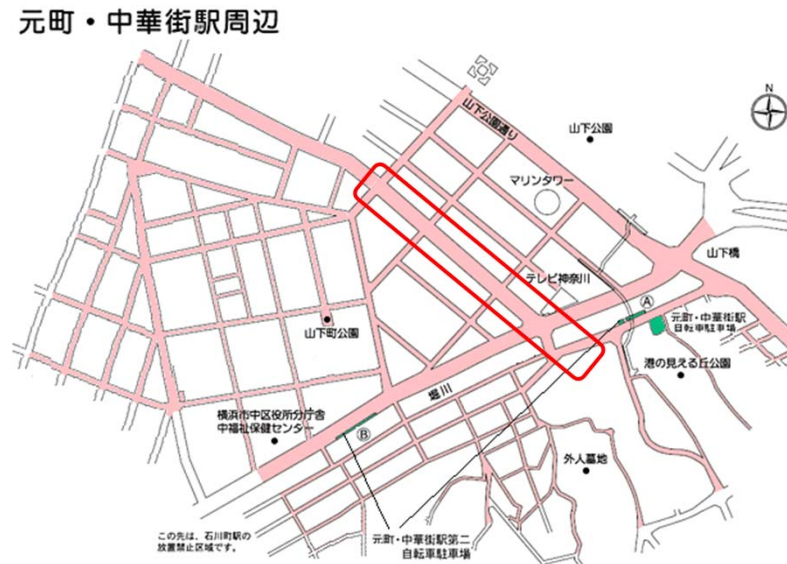 元町・中華街駅周辺
N
山下公園通り
山下公園
マリンタワー
山下橋
テレビ神奈川
A
元町・中華街駅
自転車駐車場
山下町公園
港の見える丘公園
堀川
横浜市中区役所分庁舎
中福祉保健センター
B
外人墓地
この先は、石川町駅の
放置禁止区域です。
元町・中華街駅第二
自転車駐車場